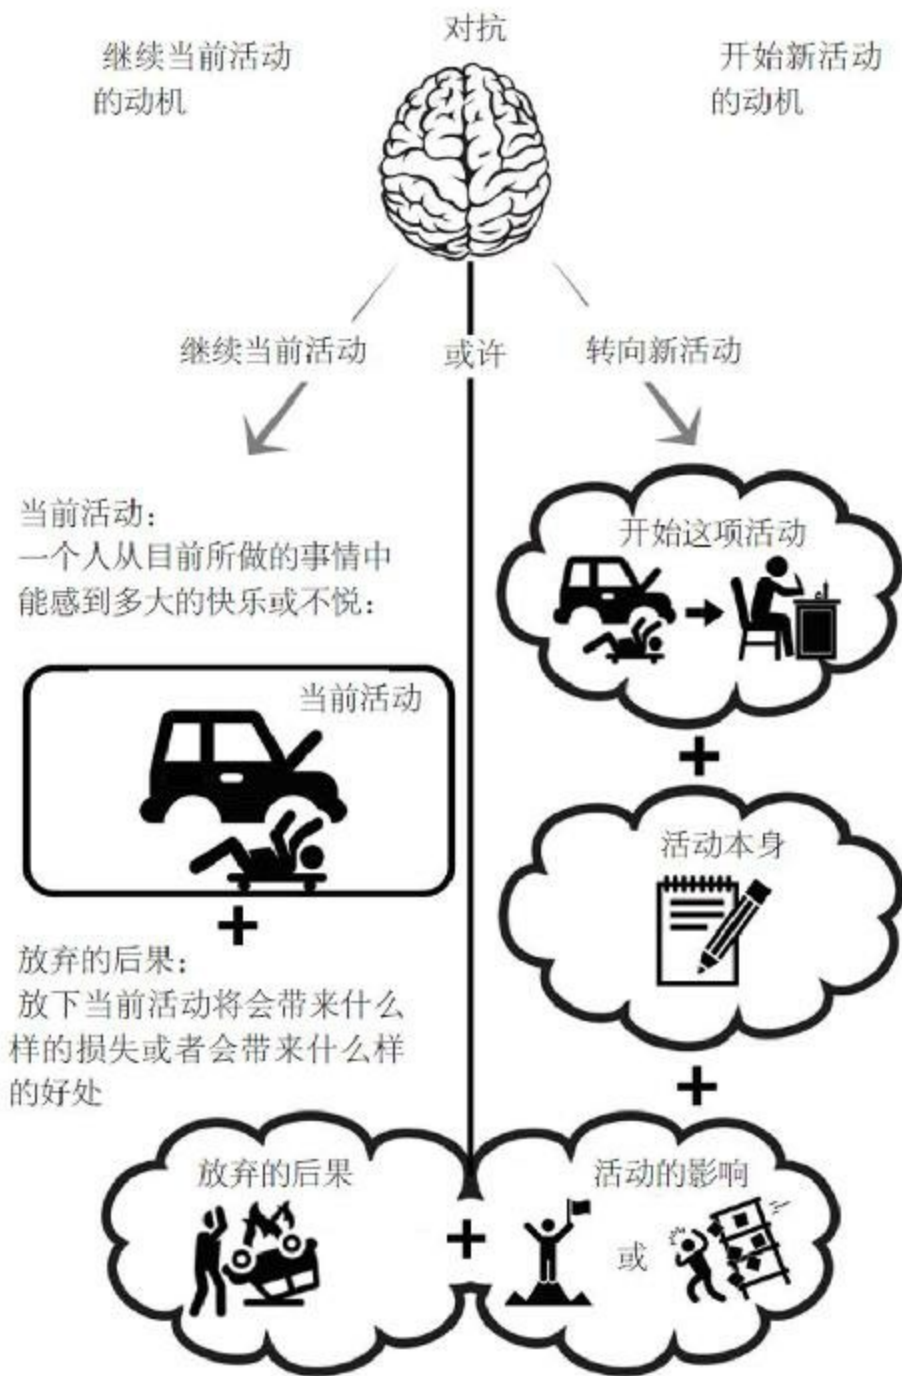 对抗
继续当前活动
的动机
开始新活动
的动机
继续当前活动
或许
转向新活动
当前活动：
一个人从目前所做的事情中
能感到多大的快乐或不悦：
当前活动
+
放弃的后果：
放下当前活动将会带来什么
样的损失或者会带来什么样
的好处
放弃的后果
+
开始这项活动
+
活动本身
+
活动的影响
或